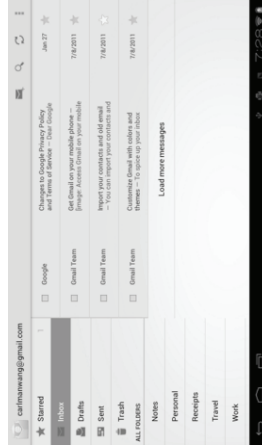 carlmanwang@gmail.com
Starred
1
Inbox
Drafts
Sent
Trash
ALL FOLDERS
Notes
Personal
Receipts
Travel
Work
Google
Changes to Google Privacy Policy
and Terms of Service – Dear Google
Jan 27
Gmail Team
Get Gmail on your mobile phone –
[image: Access Gmail on your mobile
7/8/2011
Gmail Team
Import your contacts and old email
– You can import your contacts and
7/8/2011
Gmail Team
Customize Gmail with colors and
themes – To spice up your inbox
7/8/2011
Load more messages
7:28